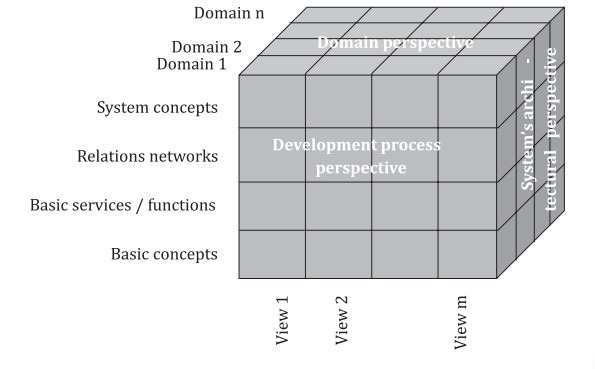 Domain n
Domain 2
Domain 1
Domain perspective
System's archi -
tectural perspective
System concepts
Development process
perspective
Relations networks
Basic services / functions
Basic concepts
View 1
View 2
View m